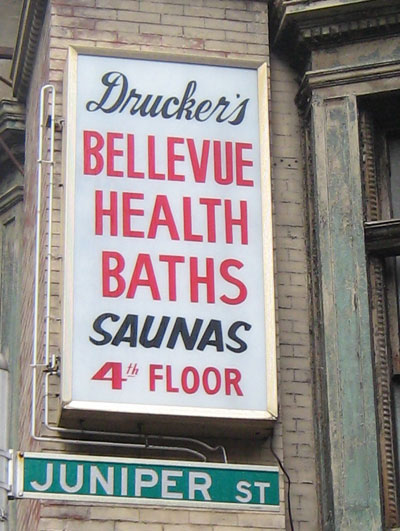 Drucker's
BELLEVUE
HEALTH
BATHS
SAUNAS
4th FLOOR
JUNIPER ST